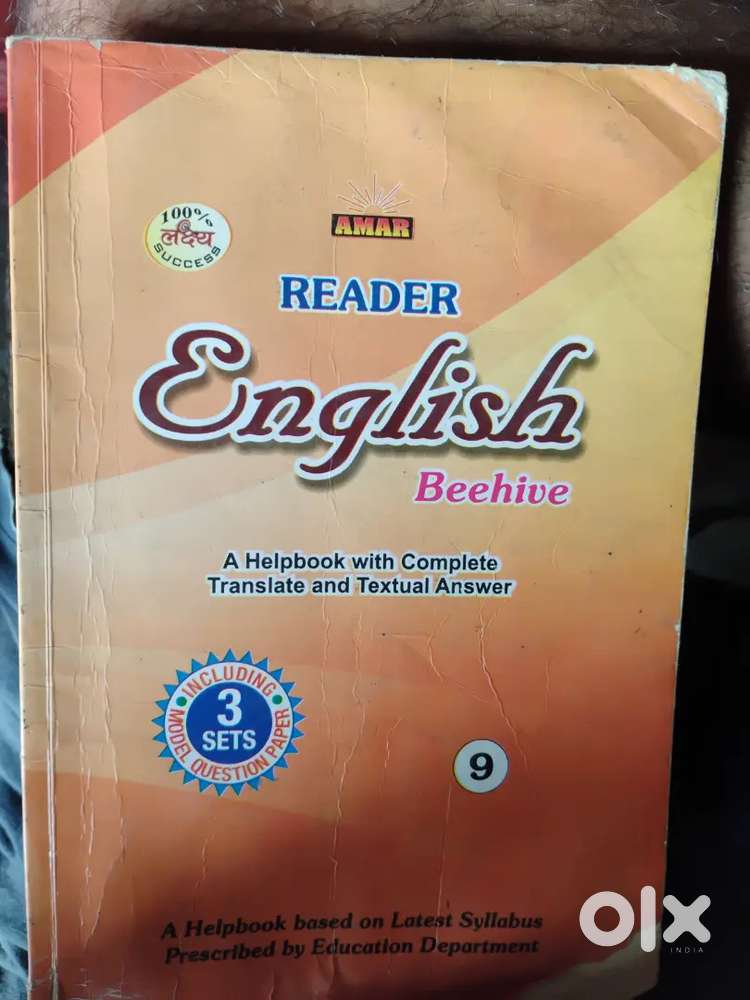 100%
लक्ष्य
SUCCESS
AMAR
READER
English
Beehive
A Helpbook with Complete
Translate and Textual Answer
INCLUDING
3
SETS
MODEL QUESTION PAPER
9
A Helpbook based on Latest Syllabus
Prescribed by Education Department
olx
INDIA